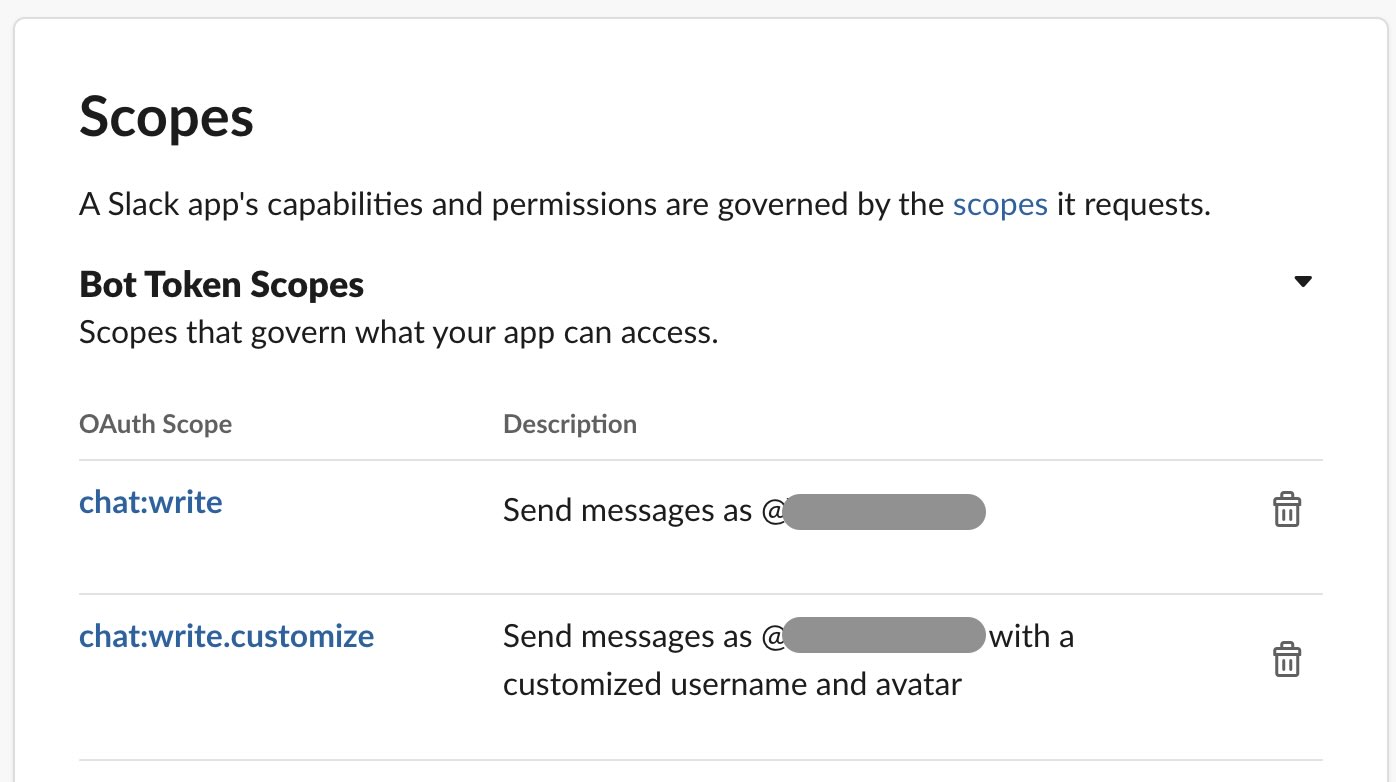 Scopes
A Slack app's capabilities and permissions are governed by the scopes it requests.
Bot Token Scopes
Scopes that govern what your app can access.
OAuth Scope Description
chat:write Send messages as @
chat:write.customize Send messages as @ with a
customized username and avatar